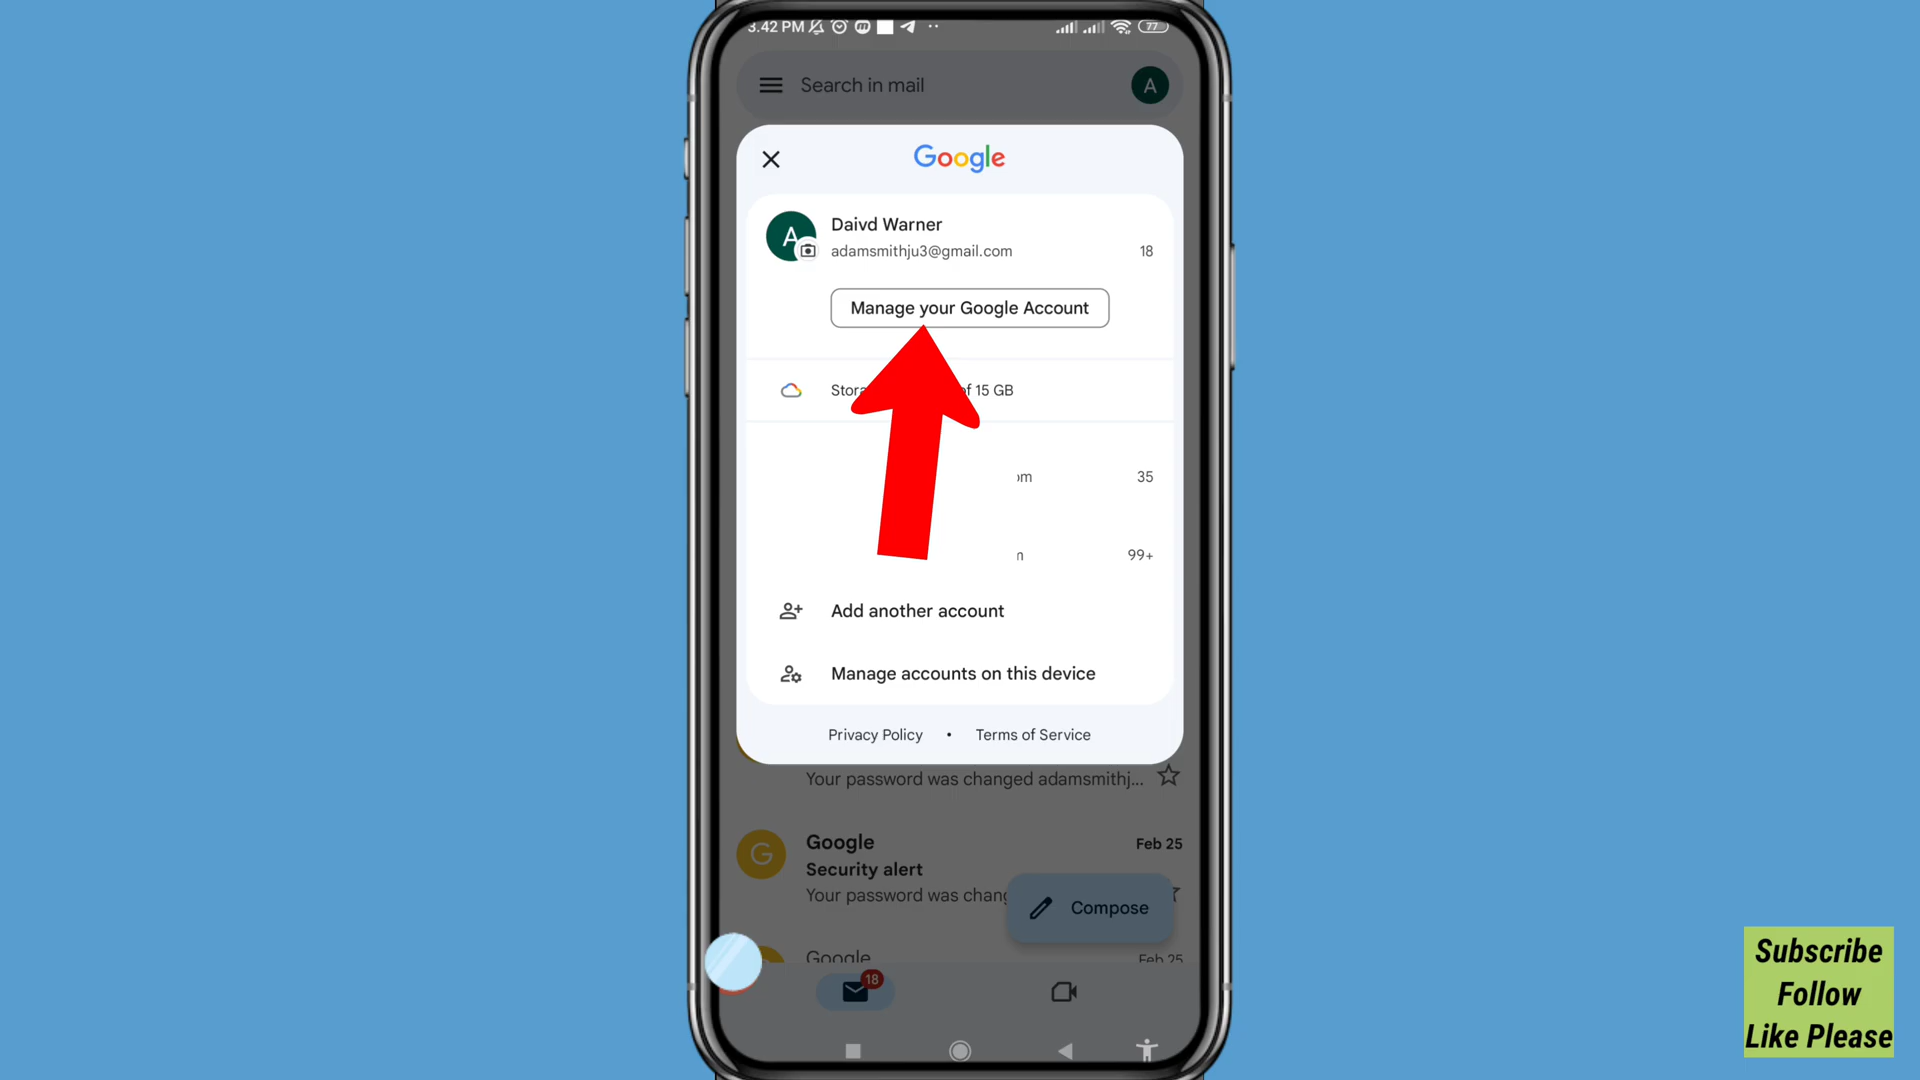 3.42 PM
77
Search in mail
A
Google
A
Daivd Warner
adamsmithju3@gmail.com
18
Manage your Google Account
of 15 GB
35
99+
Add another account
Manage accounts on this device
Privacy Policy • Terms of Service
Your password was changed adamsmithj...
G
Google
Feb 25
Security alert
Your password was
Compose
Google
Feb 25
18
Subscribe
Follow
Like Please